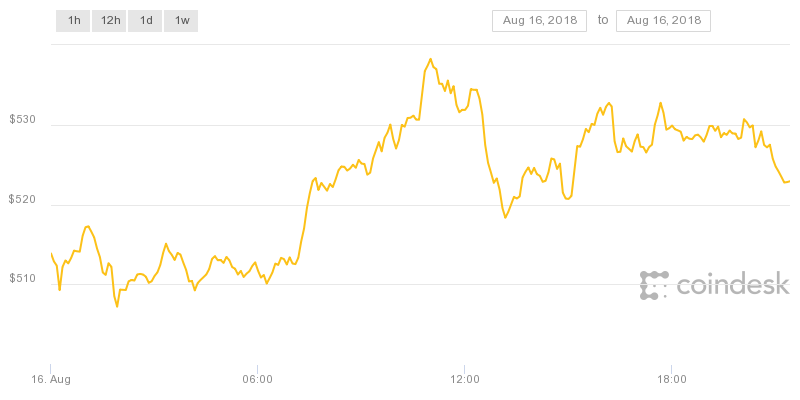 1h 12h 1d 1w Aug 16, 2018 to Aug 16, 2018
$530
$520
$510
coindesk
16. Aug 06:00 12:00 18:00